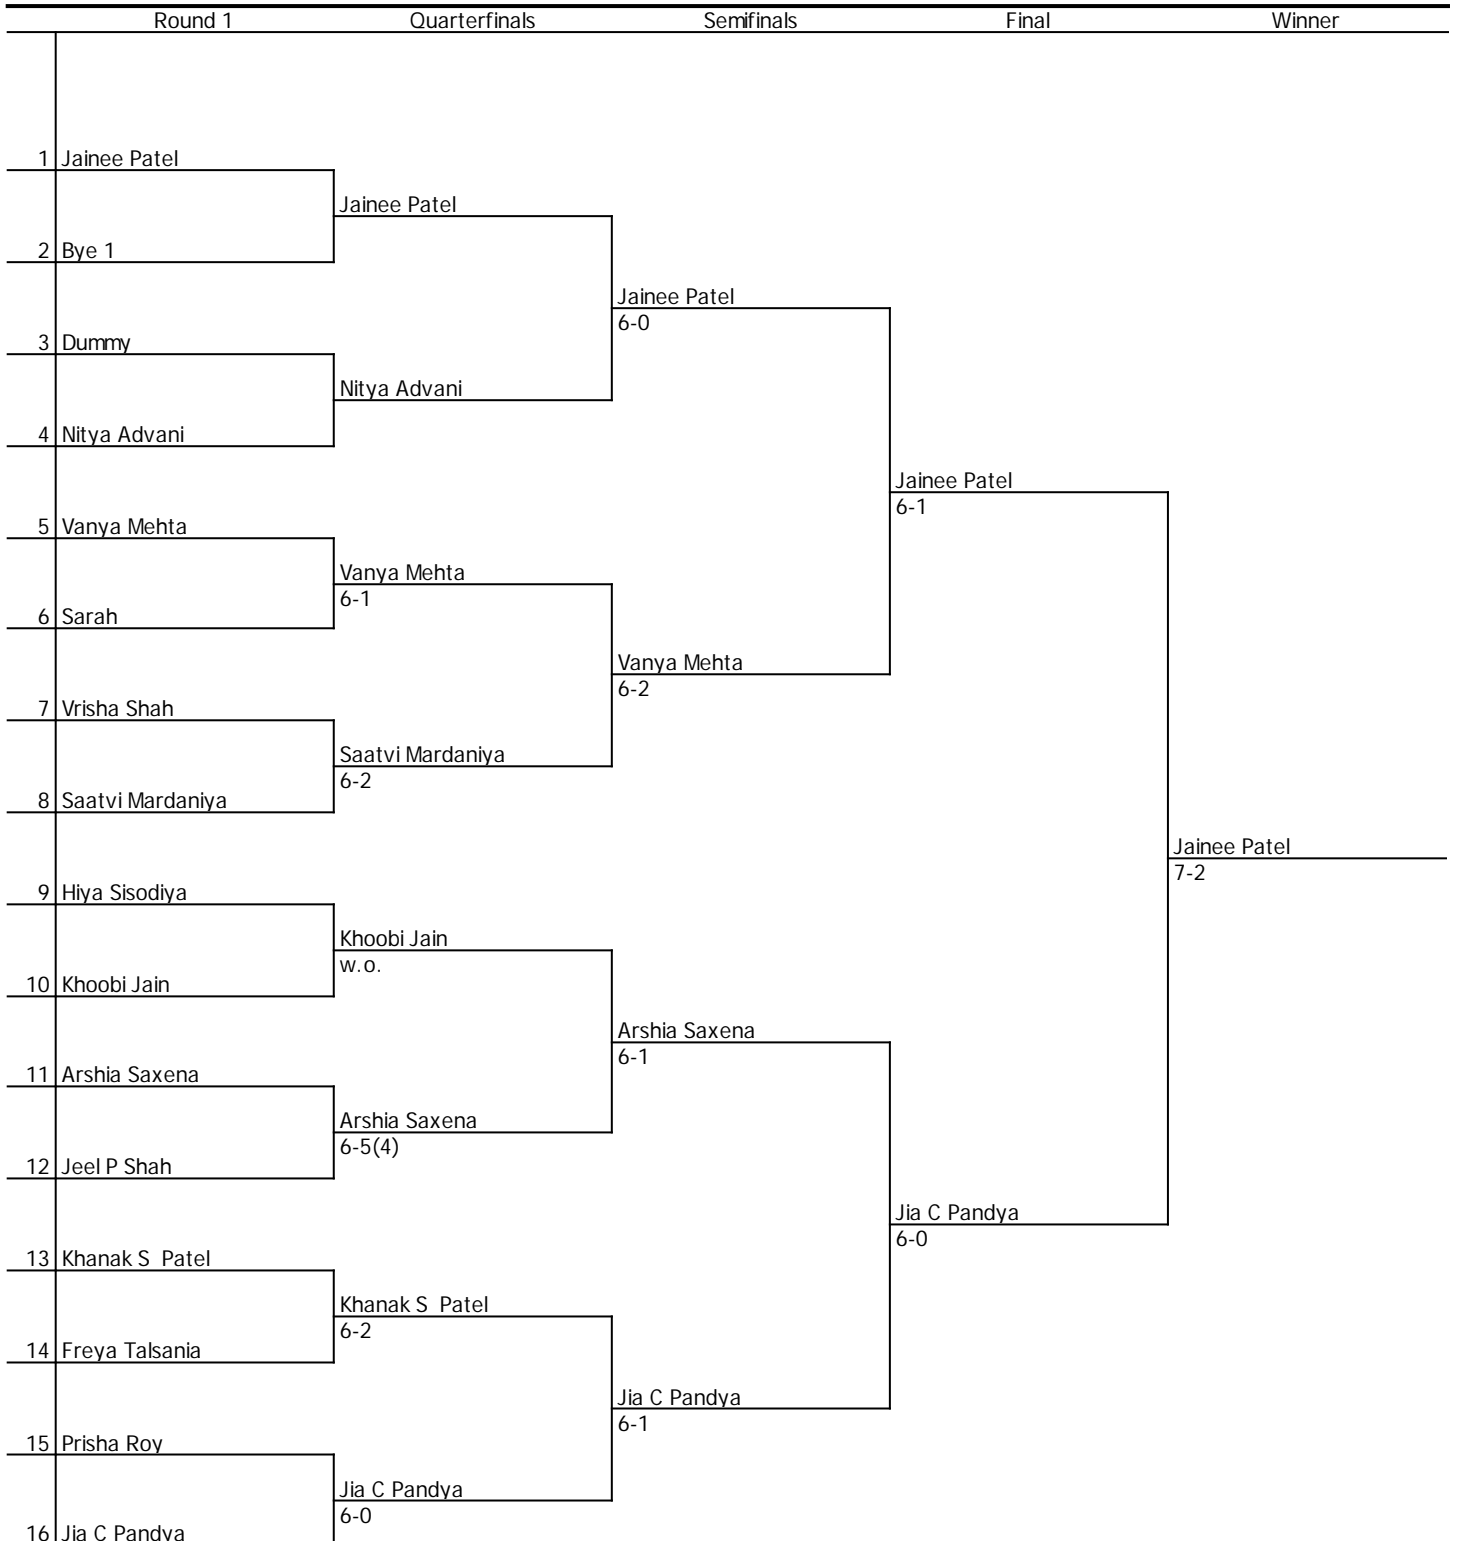 Round 1 Quarterfinals Semifinals Final Winner
1 Jainee Patel
Jainee Patel
2 Bye 1
Jainee Patel
6-0
3 Dummy
Nitya Advani
4 Nitya Advani
Jainee Patel
6-1
5 Vanya Mehta
Vanya Mehta
6-1
6 Sarah
Vanya Mehta
6-2
7 Vrisha Shah
Saatvi Mardaniya
6-2
8 Saatvi Mardaniya
Jainee Patel
7-2
9 Hiya Sisodiya
Khoobi Jain
w.o.
10 Khoobi Jain
Arshia Saxena
6-1
11 Arshia Saxena
Arshia Saxena
6-5(4)
12 Jeel P Shah
Jia C Pandya
6-0
13 Khanak S  Patel
Khanak S  Patel
6-2
14 Freya Talsania
Jia C Pandya
6-1
15 Prisha Roy
Jia C Pandya
6-0
16 Jia C Pandya